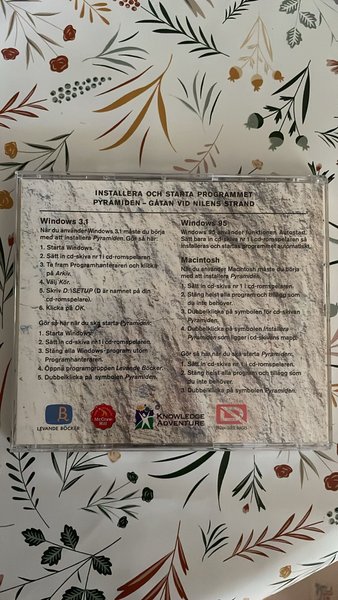 INSTALLERA OCH STARTA PROGRAMMET
PYRAMIDEN – GÅTAN VID NILENS STRAND
Windows 3.1
När du använder Windows 3.1 måste du börja
med att installera Pyramiden. Gör så här:
1. Starta Windows.
2. Sätt in cd-skiva nr 1 i cd-romspelaren.
3. Ta fram Programhanteraren och klicka
på Arkiv.
4. Välj Kör.
5. Skriv D:\SETUP (D är namnet på din
cd-romspelare).
6. Klicka på OK.
Gör så här när du ska starta Pyramiden:
1. Starta Windows.
2. Sätt in cd-skiva nr 1 i cd-romspelaren.
3. Stäng alla Windows-program utom
Programhanteraren.
4. Öppna programgruppen Levande Böcker.
5. Dubbelklicka på symbolen Pyramiden.
Windows 95
Windows 95 använder funktionen Autostart.
Sätt bara in cd-skiva nr 1 i cd-romspelaren så
installeras och startas programmet automatiskt.
Macintosh
När du använder Macintosh måste du börja
med att installera Pyramiden.
1. Sätt in cd-skiva nr 1 i cd-romspelaren.
2. Stäng helst alla program och tillägg som
du inte behöver.
3. Dubbelklicka på symbolen för cd-skivan
Pyramiden.
4. Dubbelklicka på symbolen Installera
Pyramiden som ligger i cd-skivans mapp.
Gör så här när du ska starta Pyramiden:
1. Sätt in cd-skiva nr 1 i cd-romspelaren.
2. Stäng helst alla program och tillägg som
du inte behöver.
3. Dubbelklicka på symbolen Pyramiden.
B
LEVANDE BÖCKER
McGraw
Hill
KNOWLEDGE
ADVENTURE